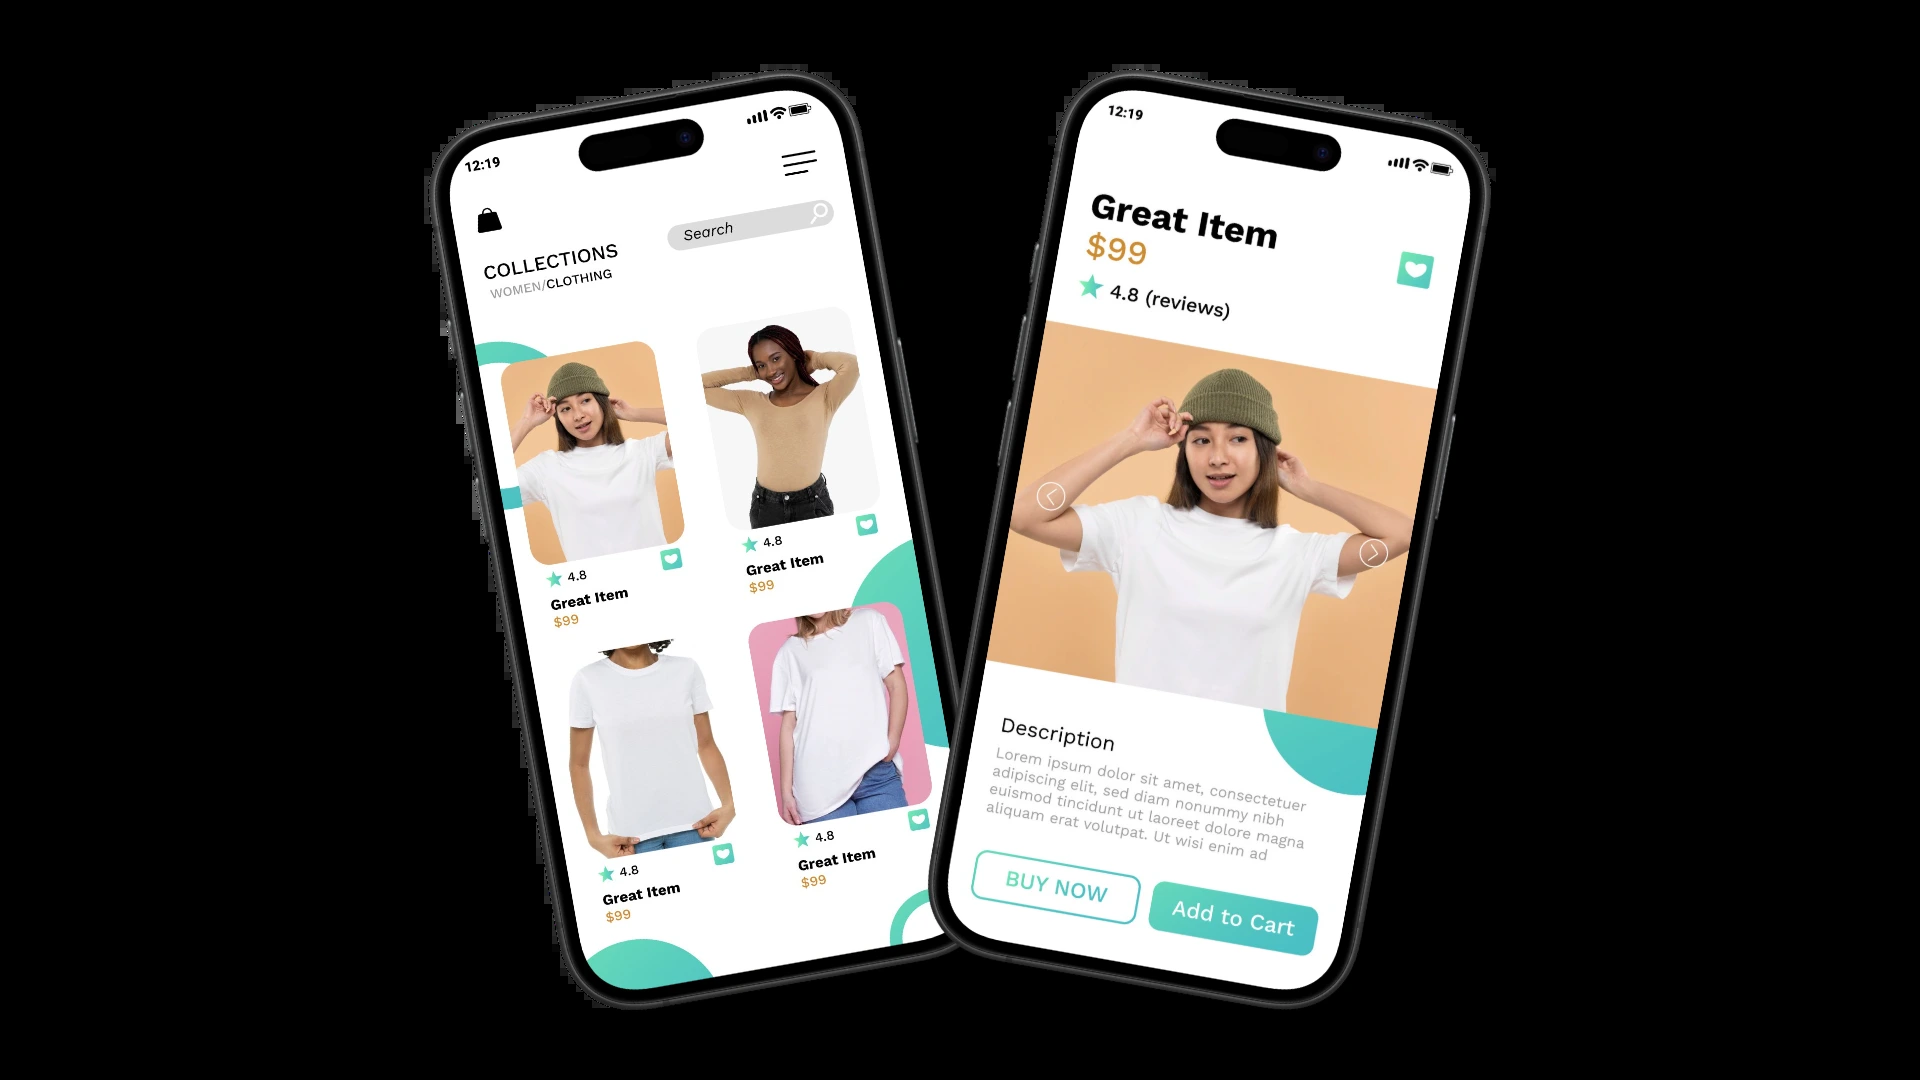 12:19
Search
COLLECTIONS
WOMEN/CLOTHING
4.8
Great Item
$99
4.8
Great Item
$99
4.8
Great Item
$99
4.8
Great Item
$99
12:19
Great Item
$99
4.8 (reviews)
Description
Lorem ipsum dolor sit amet, consectetuer
adipiscing elit, sed diam nonummy nibh
euismod tincidunt ut laoreet dolore magna
aliquam erat volutpat. Ut wisi enim ad
BUY NOW
Add to Cart